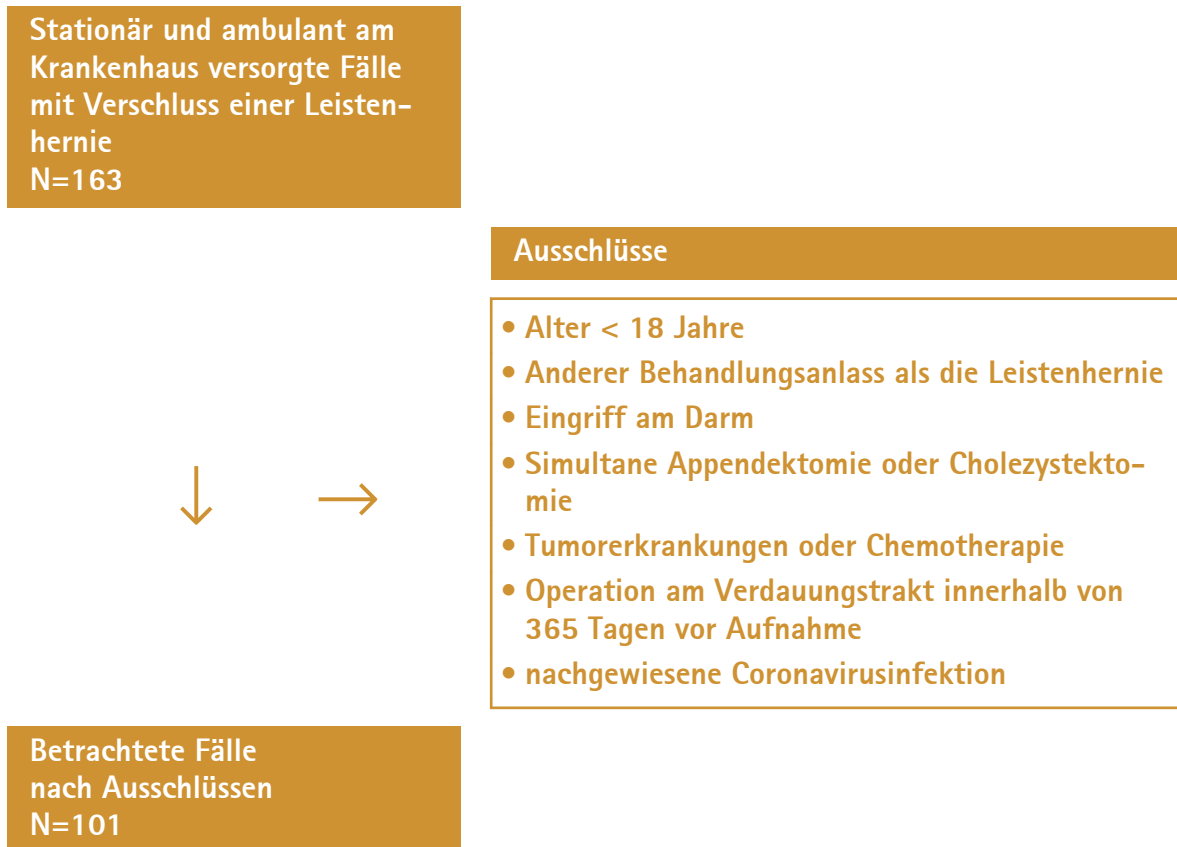 Stationär und ambulant am
Krankenhaus versorgte Fälle
mit Verschluss einer Leisten-
hernie
N=163
Ausschlüsse
• Alter < 18 Jahre
• Anderer Behandlungsanlass als die Leistenhernie
• Eingriff am Darm
• Simultane Appendektomie oder Cholezystekto-
mie
• Tumorerkrankungen oder Chemotherapie
• Operation am Verdauungstrakt innerhalb von
365 Tagen vor Aufnahme
• nachgewiesene Coronavirusinfektion
Betrachtete Fälle
nach Ausschlüssen
N=101